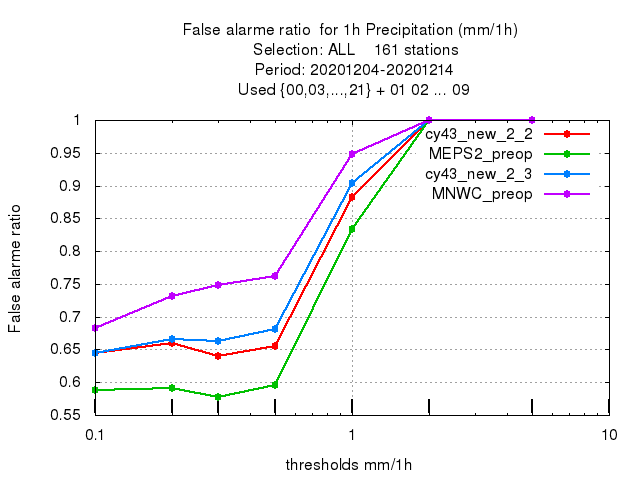 False alarme ratio  for 1h Precipitation (mm/1h)
Selection: ALL    161 stations
Period: 20201204-20201214
Used {00,03,...,21} + 01 02 ... 09
1
0.95
0.9
0.85
0.8
0.75
0.7
0.65
0.6
0.55
False alarme ratio
cy43_new_2_2
MEPS2_preop
cy43_new_2_3
MNWC_preop
0.1
1
10
thresholds mm/1h